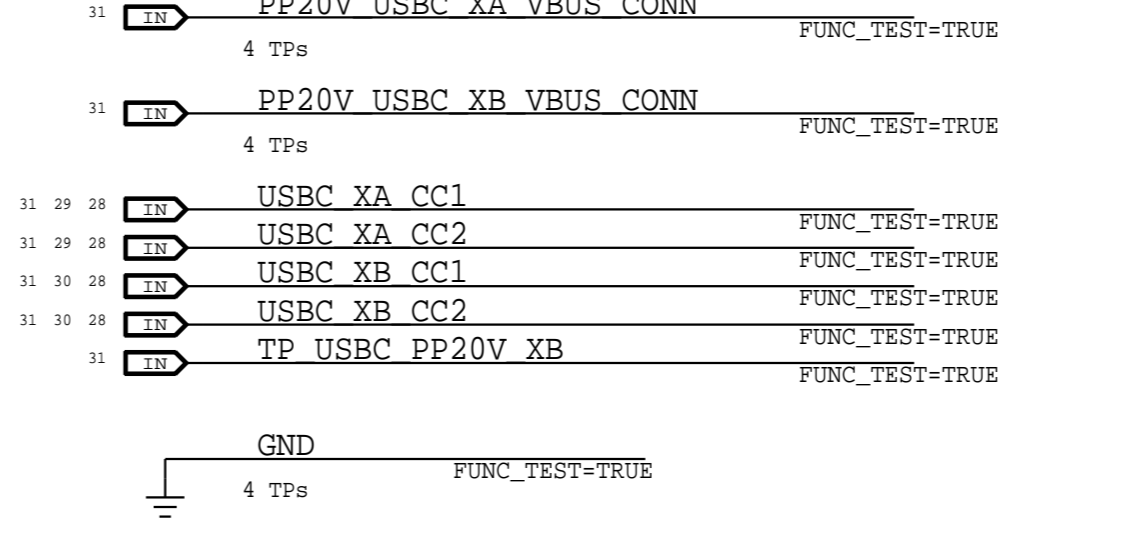 31 IN PP20V_USBC_XA_VBUS_CONN
FUNC_TEST=TRUE
4 TPs
31 IN PP20V_USBC_XB_VBUS_CONN
FUNC_TEST=TRUE
4 TPs
31 29 28 IN USBC_XA_CC1
FUNC_TEST=TRUE
31 29 28 IN USBC_XA_CC2
FUNC_TEST=TRUE
31 30 28 IN USBC_XB_CC1
FUNC_TEST=TRUE
31 30 28 IN USBC_XB_CC2
FUNC_TEST=TRUE
31 IN TP_USBC_PP20V_XB
FUNC_TEST=TRUE
GND
FUNC_TEST=TRUE
4 TPs